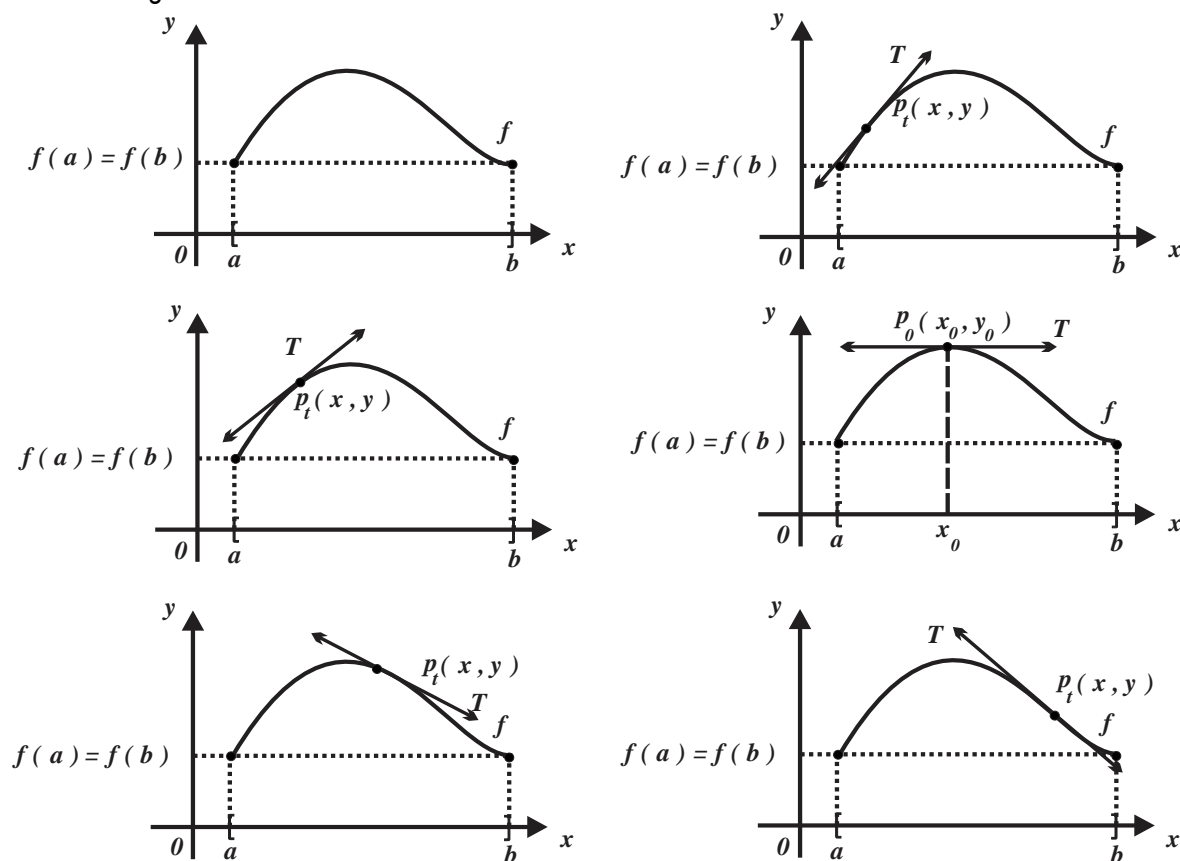 y
f
f ( a ) = f ( b )
0
[
a
]
b
x
y
T
p_t ( x , y )
f
f ( a ) = f ( b )
0
[
a
]
b
x
y
T
p_t ( x , y )
f
f ( a ) = f ( b )
0
[
a
]
b
x
y
p_0 ( x_0 , y_0 ) T
f
f ( a ) = f ( b )
0
[
a
x_0
]
b
x
y
p_t ( x , y )
T
f
f ( a ) = f ( b )
0
[
a
]
b
x
y
T
p_t ( x , y )
f
f ( a ) = f ( b )
0
[
a
]
b
x